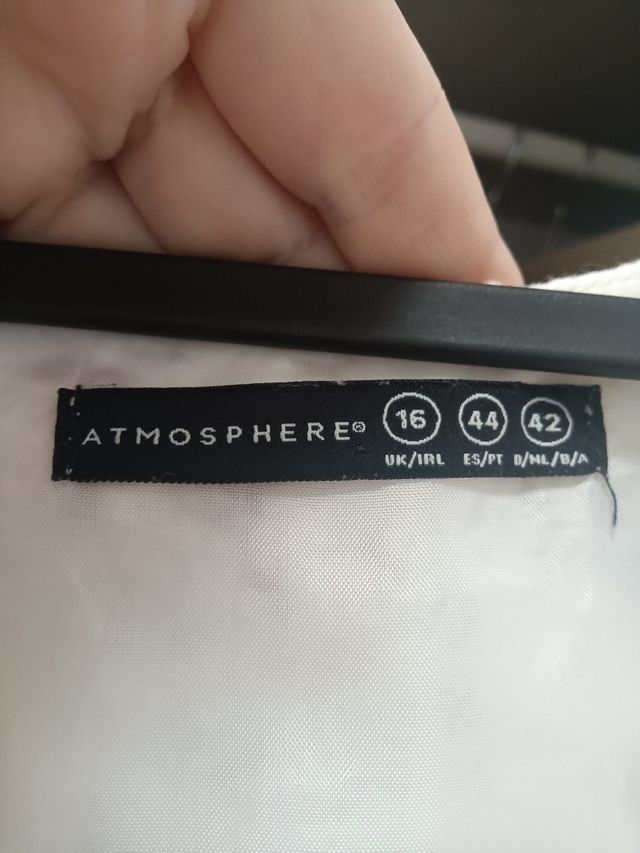 ATMOSPHERE® 16 44 42
UK/IRL ES/PT D/NL/B/A